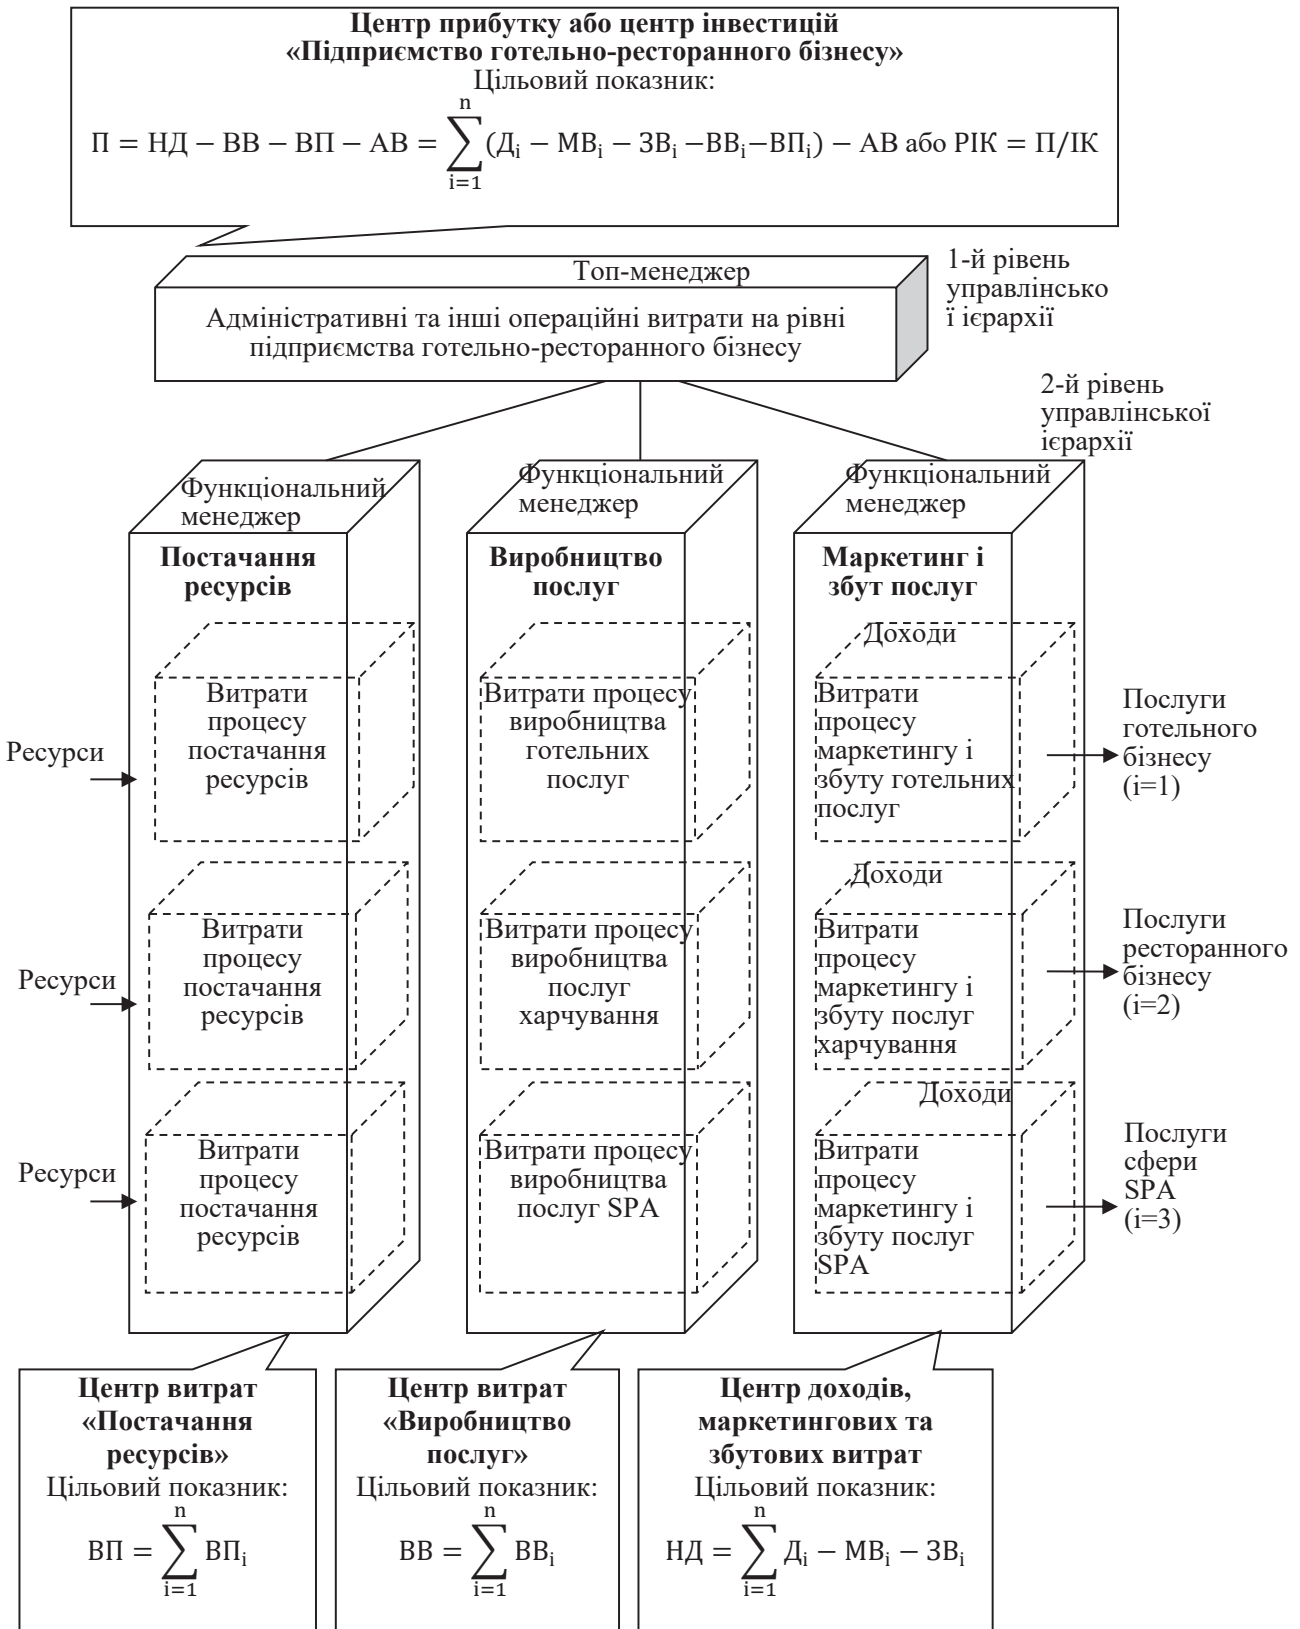 Центр прибутку або центр інвестицій
«Підприємство готельно-ресторанного бізнесу»
Цільовий показник:
П = НД − ВВ − ВП − АВ = ∑ⁿᵢ₌₁(Дᵢ − МВᵢ − ЗВᵢ −ВВᵢ−ВПᵢ) − АВ або РІК = П/ІК
Топ-менеджер
Адміністративні та інші операційні витрати на рівні
підприємства готельно-ресторанного бізнесу
1-й рівень
управлінсько
ї ієрархії
2-й рівень
управлінської
ієрархії
Функціональний
менеджер
Постачання
ресурсів
Функціональний
менеджер
Виробництво
послуг
Функціональний
менеджер
Маркетинг і
збут послуг
Ресурси
Витрати
процесу
постачання
ресурсів
Витрати процесу
виробництва
готельних
послуг
Доходи
Витрати
процесу
маркетингу і
збуту готельних
послуг
Послуги
готельного
бізнесу
(i=1)
Ресурси
Витрати
процесу
постачання
ресурсів
Витрати процесу
виробництва
послуг
харчування
Доходи
Витрати
процесу
маркетингу і
збуту послуг
харчування
Послуги
ресторанного
бізнесу
(i=2)
Ресурси
Витрати
процесу
постачання
ресурсів
Витрати процесу
виробництва
послуг SPA
Доходи
Витрати
процесу
маркетингу і
збуту послуг
SPA
Послуги
сфери
SPA
(i=3)
Центр витрат
«Постачання
ресурсів»
Цільовий показник:
ВП = ∑ⁿᵢ₌₁ ВПᵢ
Центр витрат
«Виробництво
послуг»
Цільовий показник:
ВВ = ∑ⁿᵢ₌₁ ВВᵢ
Центр доходів,
маркетингових та
збутових витрат
Цільовий показник:
НД = ∑ⁿᵢ₌₁ Дᵢ − МВᵢ − ЗВᵢ